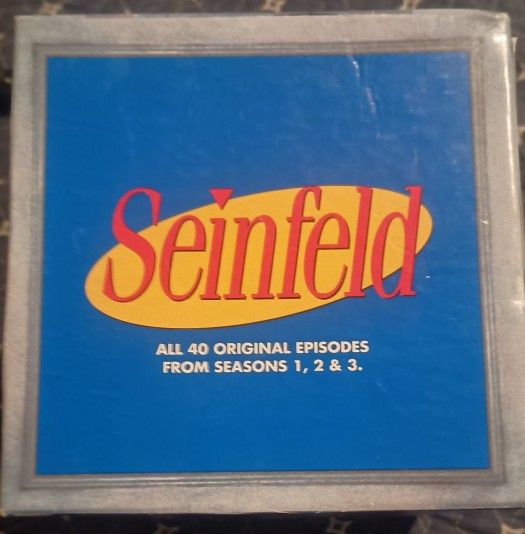 Seinfeld
ALL 40 ORIGINAL EPISODES
FROM SEASONS 1, 2 & 3.